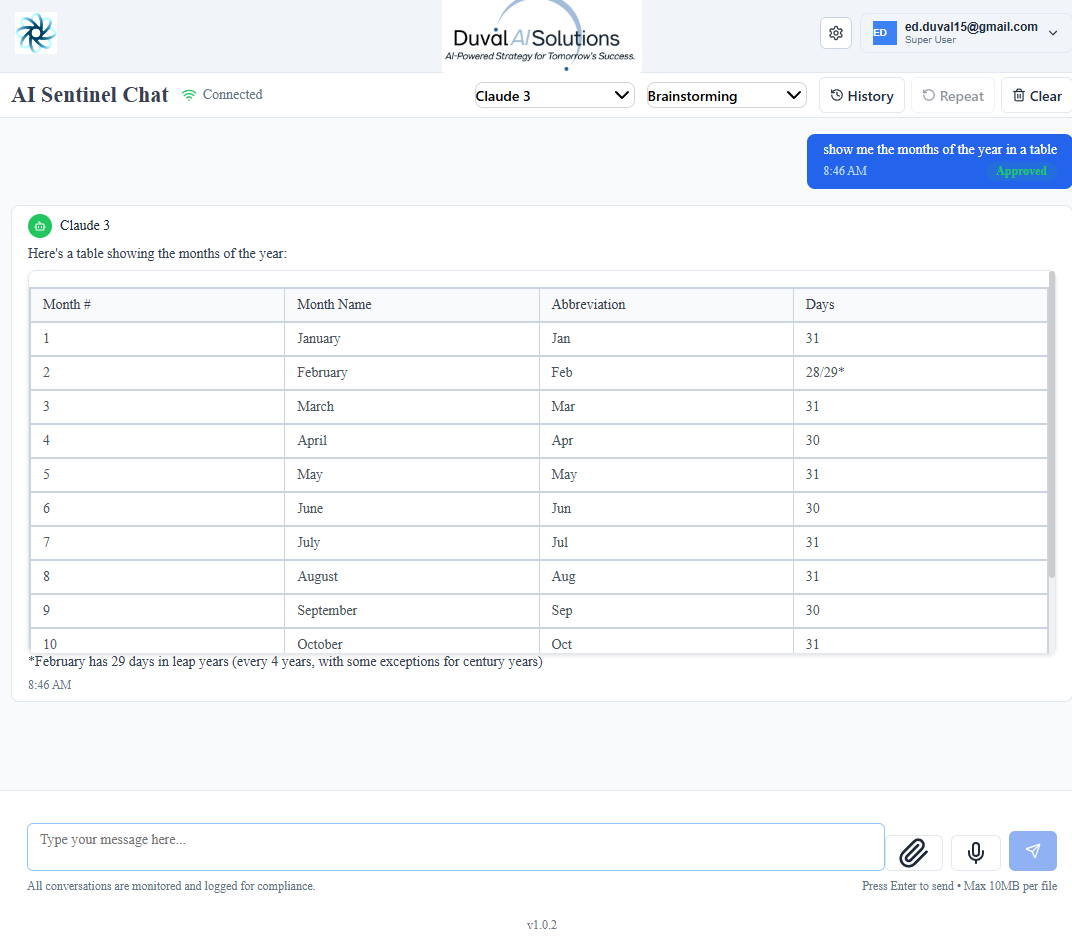 Duval AI Solutions
AI-Powered Strategy for Tomorrow's Success.
ED
ed.duval15@gmail.com
Super User
AI Sentinel Chat
Connected
Claude 3
Brainstorming
History
Repeat
Clear
show me the months of the year in a table
8:46 AM Approved
Claude 3
Here's a table showing the months of the year:
Month # Month Name Abbreviation Days
1 January Jan 31
2 February Feb 28/29*
3 March Mar 31
4 April Apr 30
5 May May 31
6 June Jun 30
7 July Jul 31
8 August Aug 31
9 September Sep 30
10 October Oct 31
*February has 29 days in leap years (every 4 years, with some exceptions for century years)
8:46 AM
Type your message here...
All conversations are monitored and logged for compliance.
Press Enter to send • Max 10MB per file
v1.0.2